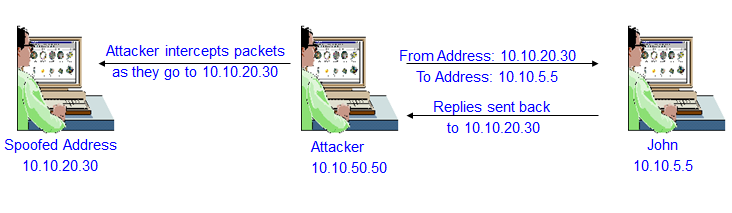 Attacker intercepts packets
as they go to 10.10.20.30
From Address: 10.10.20.30
To Address: 10.10.5.5
Replies sent back
to 10.10.20.30
Spoofed Address
10.10.20.30
Attacker
10.10.50.50
John
10.10.5.5